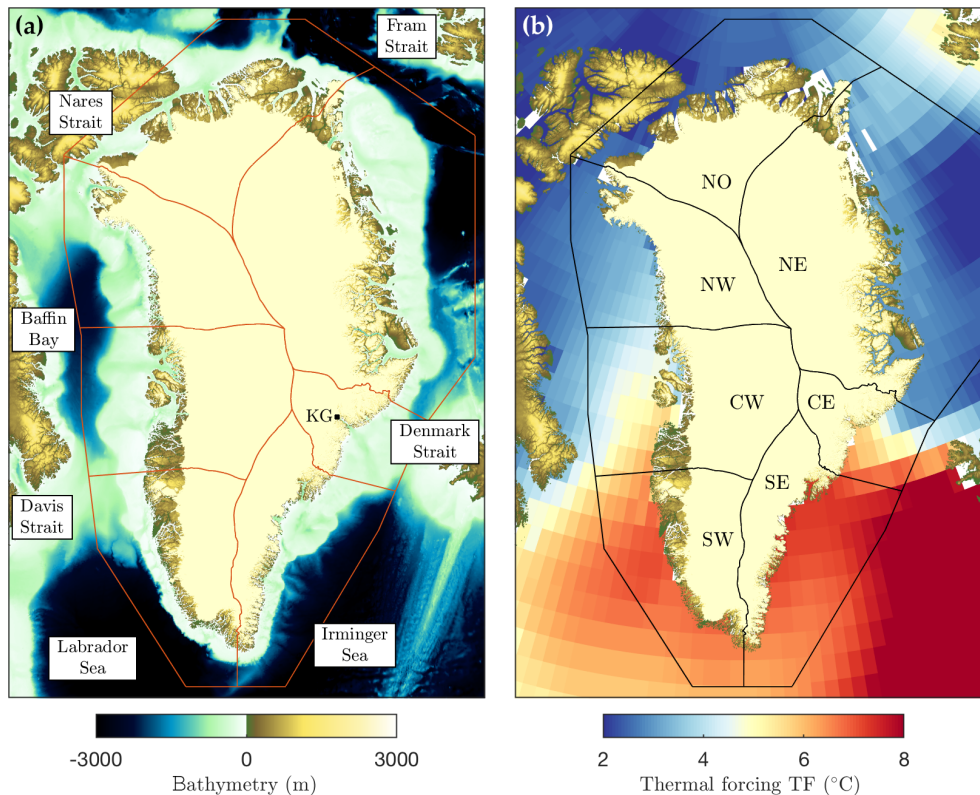 (a)
Fram
Strait
Nares
Strait
Baffin
Bay
KG
Denmark
Strait
Davis
Strait
Labrador
Sea
Irminger
Sea
-3000
0
3000
Bathymetry (m)
(b)
NO
NE
NW
CW
CE
SE
SW
2
4
6
8
Thermal forcing TF (°C)